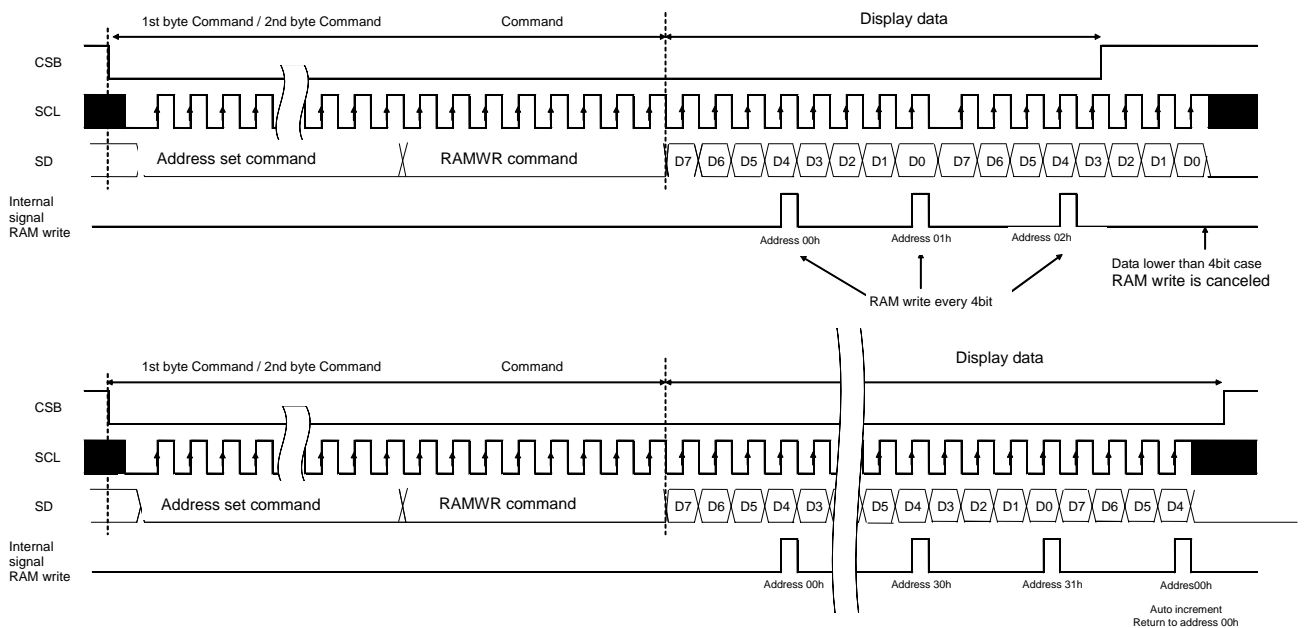 1st byte Command / 2nd byte Command Command Display data
CSB
SCL
SD Address set command RAMWR command D7 D6 D5 D4 D3 D2 D1 D0 D7 D6 D5 D4 D3 D2 D1 D0
Internal
signal
RAM write
Address 00h Address 01h Address 02h
Data lower than 4bit case
RAM write is canceled
RAM write every 4bit
1st byte Command / 2nd byte Command Command Display data
CSB
SCL
SD Address set command RAMWR command D7 D6 D5 D4 D3 D5 D4 D3 D2 D1 D0 D7 D6 D5 D4
Internal
signal
RAM write
Address 00h Address 30h Address 31h Addres00h
Auto increment
Return to address 00h